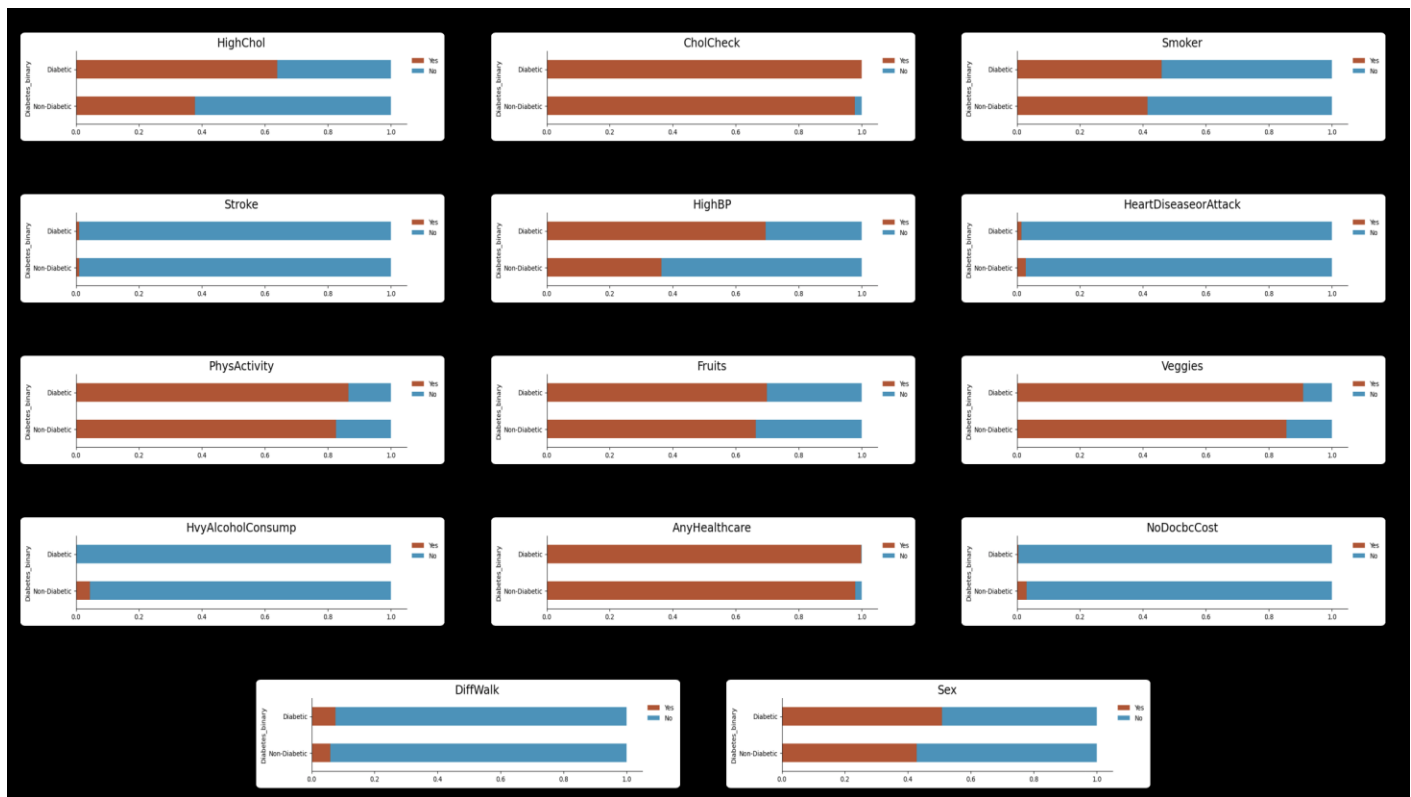 HighChol
Diabetes_binary
Diabetic
Non-Diabetic
Yes
No
0.0 0.2 0.4 0.6 0.8 1.0
CholCheck
Diabetes_binary
Diabetic
Non-Diabetic
Yes
No
0.0 0.2 0.4 0.6 0.8 1.0
Smoker
Diabetes_binary
Diabetic
Non-Diabetic
Yes
No
0.0 0.2 0.4 0.6 0.8 1.0
Stroke
Diabetes_binary
Diabetic
Non-Diabetic
Yes
No
0.0 0.2 0.4 0.6 0.8 1.0
HighBP
Diabetes_binary
Diabetic
Non-Diabetic
Yes
No
0.0 0.2 0.4 0.6 0.8 1.0
HeartDiseaseorAttack
Diabetes_binary
Diabetic
Non-Diabetic
Yes
No
0.0 0.2 0.4 0.6 0.8 1.0
PhysActivity
Diabetes_binary
Diabetic
Non-Diabetic
Yes
No
0.0 0.2 0.4 0.6 0.8 1.0
Fruits
Diabetes_binary
Diabetic
Non-Diabetic
Yes
No
0.0 0.2 0.4 0.6 0.8 1.0
Veggies
Diabetes_binary
Diabetic
Non-Diabetic
Yes
No
0.0 0.2 0.4 0.6 0.8 1.0
HvyAlcoholConsump
Diabetes_binary
Diabetic
Non-Diabetic
Yes
No
0.0 0.2 0.4 0.6 0.8 1.0
AnyHealthcare
Diabetes_binary
Diabetic
Non-Diabetic
Yes
No
0.0 0.2 0.4 0.6 0.8 1.0
NoDocbcCost
Diabetes_binary
Diabetic
Non-Diabetic
Yes
No
0.0 0.2 0.4 0.6 0.8 1.0
DiffWalk
Diabetes_binary
Diabetic
Non-Diabetic
Yes
No
0.0 0.2 0.4 0.6 0.8 1.0
Sex
Diabetes_binary
Diabetic
Non-Diabetic
Yes
No
0.0 0.2 0.4 0.6 0.8 1.0